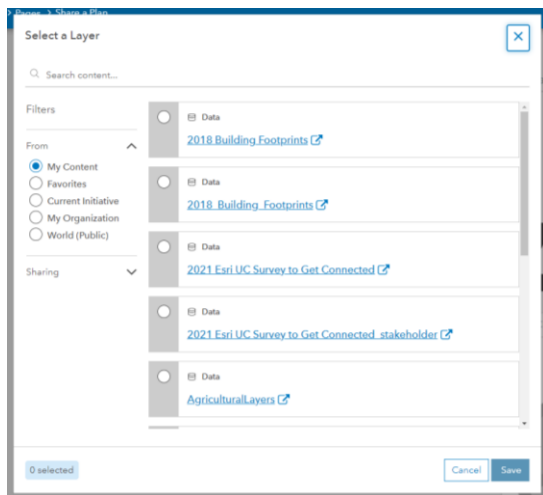 > Pages > Share a Plan
Select a Layer
Search content...
Filters
From
My Content
Favorites
Current Initiative
My Organization
World (Public)
Sharing
Data
2018 Building Footprints
Data
2018_Building_Footprints
Data
2021 Esri UC Survey to Get Connected
Data
2021 Esri UC Survey to Get Connected_stakeholder
Data
AgriculturalLayers
0 selected
Cancel
Save